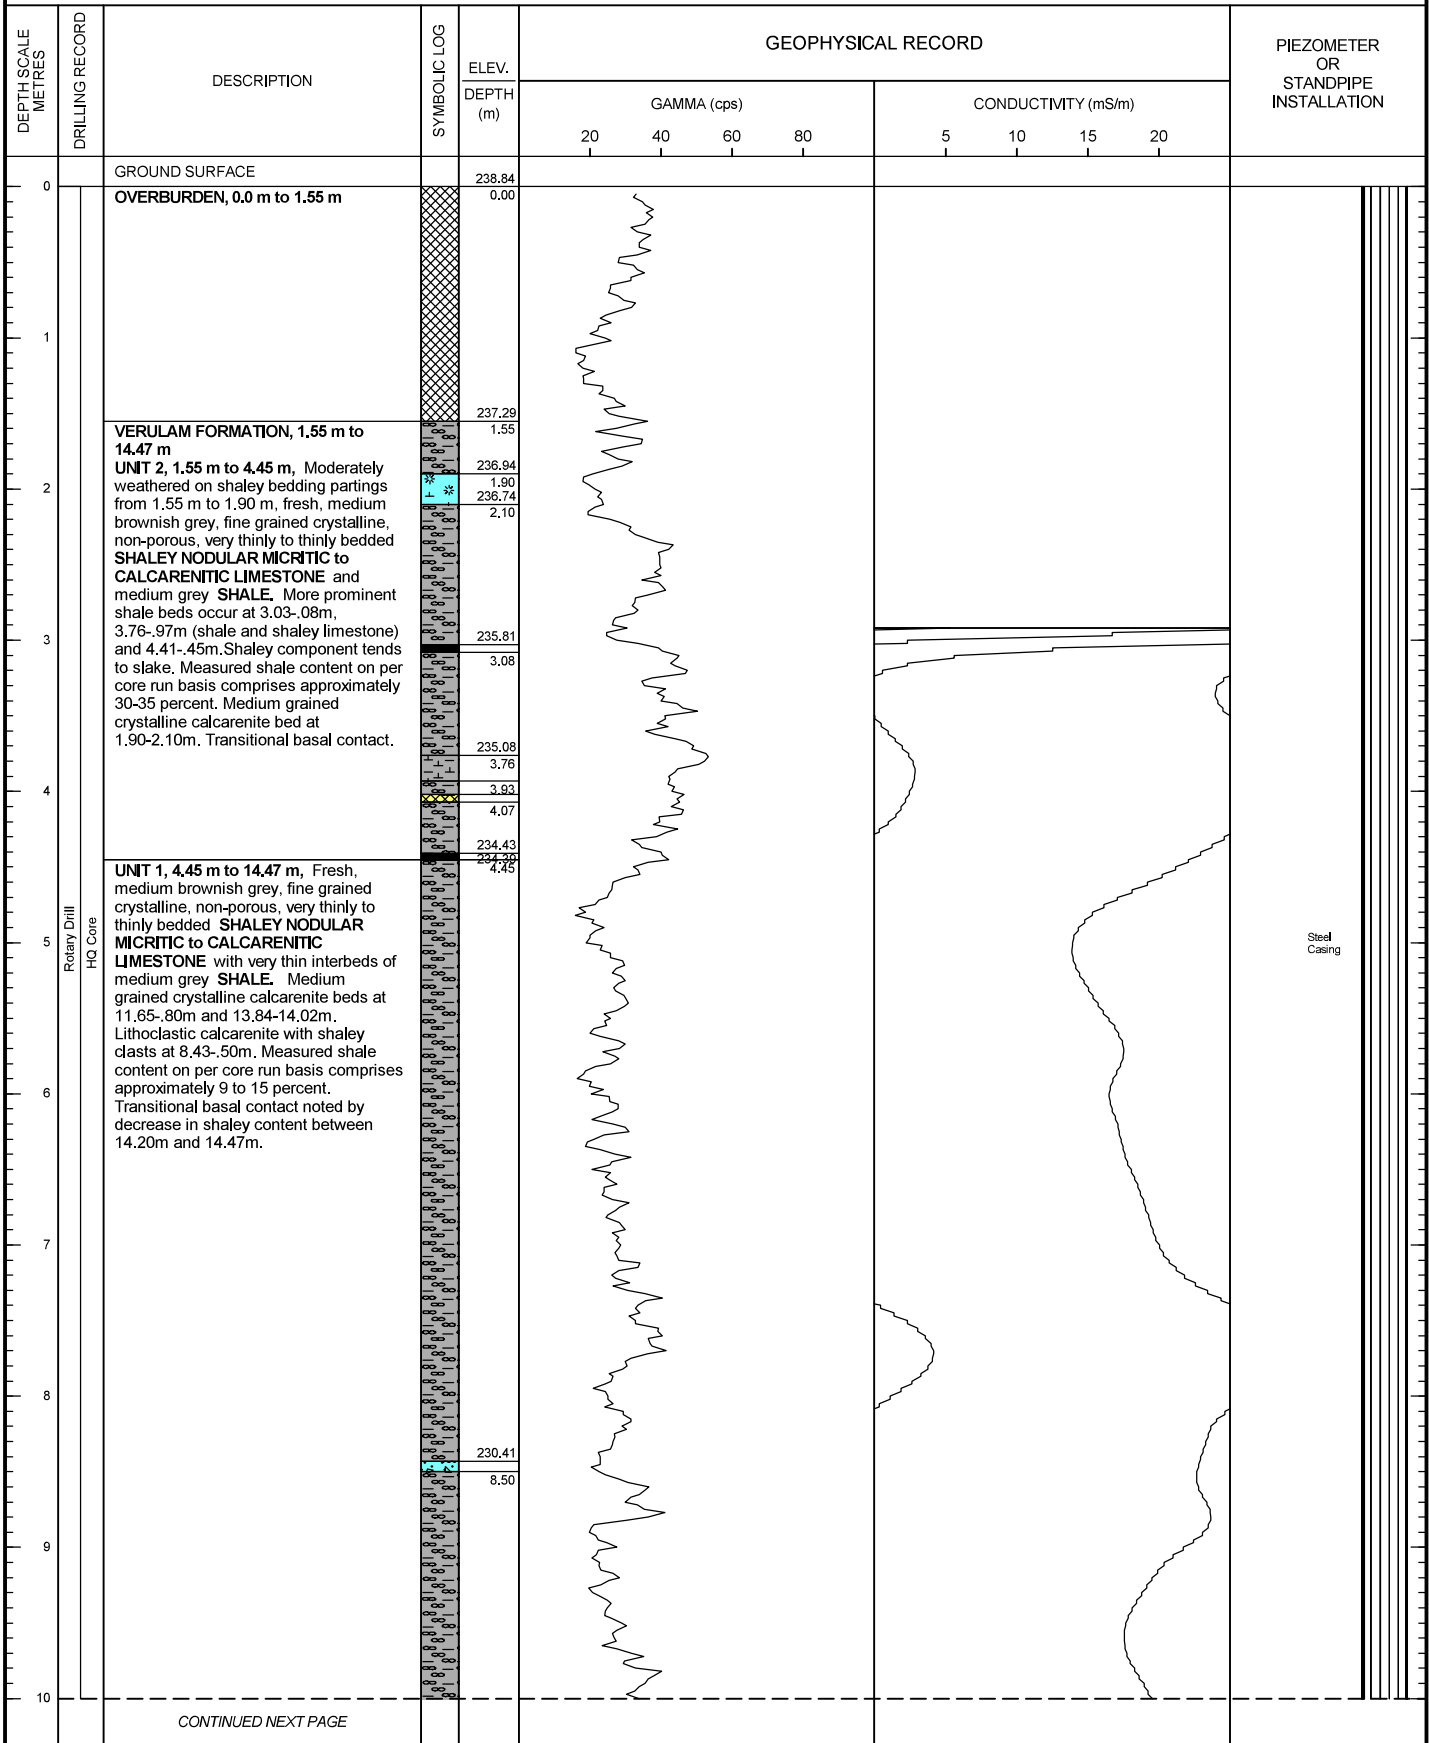 DEPTH SCALE
METRES
DRILLING RECORD
DESCRIPTION
SYMBOLIC LOG
ELEV.
DEPTH
(m)
GEOPHYSICAL RECORD
GAMMA (cps)
20 40 60 80
CONDUCTIVITY (mS/m)
5 10 15 20
PIEZOMETER
OR
STANDPIPE
INSTALLATION
GROUND SURFACE
238.84
0
OVERBURDEN, 0.0 m to 1.55 m
0.00
1
237.29
VERULAM FORMATION, 1.55 m to
14.47 m
1.55
UNIT 2, 1.55 m to 4.45 m, Moderately
weathered on shaley bedding partings
from 1.55 m to 1.90 m, fresh, medium
brownish grey, fine grained crystalline,
non-porous, very thinly to thinly bedded
SHALEY NODULAR MICRITIC to
CALCARENITIC LIMESTONE and
medium grey SHALE. More prominent
shale beds occur at 3.03-.08m,
3.76-.97m (shale and shaley limestone)
and 4.41-.45m.Shaley component tends
to slake. Measured shale content on per
core run basis comprises approximately
30-35 percent. Medium grained
crystalline calcarenite bed at
1.90-2.10m. Transitional basal contact.
236.94
1.90
2
236.74
2.10
235.81
3
3.08
235.08
3.76
3.93
4
4.07
234.43
234.39
4.45
UNIT 1, 4.45 m to 14.47 m, Fresh,
medium brownish grey, fine grained
crystalline, non-porous, very thinly to
thinly bedded SHALEY NODULAR
MICRITIC to CALCARENITIC
LIMESTONE with very thin interbeds of
medium grey SHALE. Medium
grained crystalline calcarenite beds at
11.65-.80m and 13.84-14.02m.
Lithoclastic calcarenite with shaley
clasts at 8.43-.50m. Measured shale
content on per core run basis comprises
approximately 9 to 15 percent.
Transitional basal contact noted by
decrease in shaley content between
14.20m and 14.47m.
Rotary Drill
HQ Core
5
Steel
Casing
6
7
8
230.41
8.50
9
10
CONTINUED NEXT PAGE